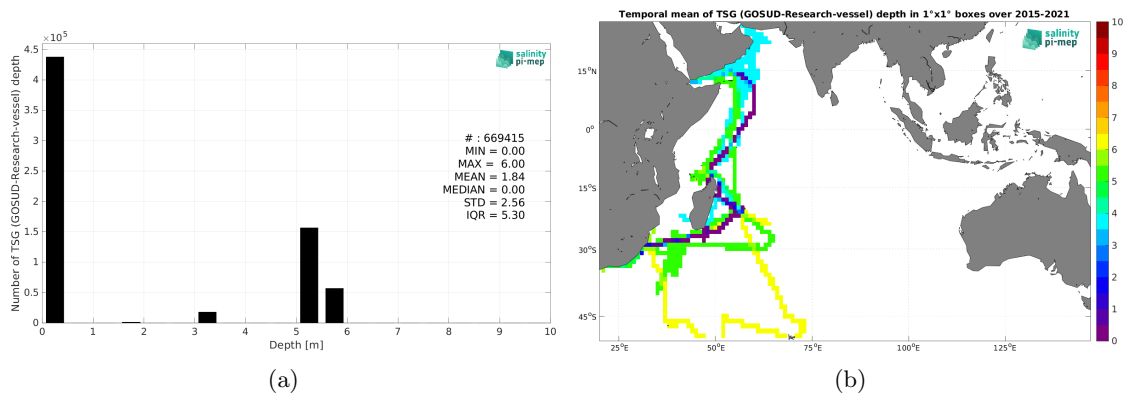 ×10⁵
4.5
4
3.5
3
2.5
2
1.5
1
0.5
0
Number of TSG (GOSUD-Research-vessel) depth
salinity
pi-mep
# : 669415
MIN = 0.00
MAX = 6.00
MEAN = 1.84
MEDIAN = 0.00
STD = 2.56
IQR = 5.30
0 1 2 3 4 5 6 7 8 9 10
Depth [m]
(a)
Temporal mean of TSG (GOSUD-Research-vessel) depth in 1°x1° boxes over 2015-2021
salinity
pi-mep
15°N
0°
15°S
30°S
45°S
25°E 50°E 75°E 100°E 125°E
10
9
8
7
6
5
4
3
2
1
0
(b)